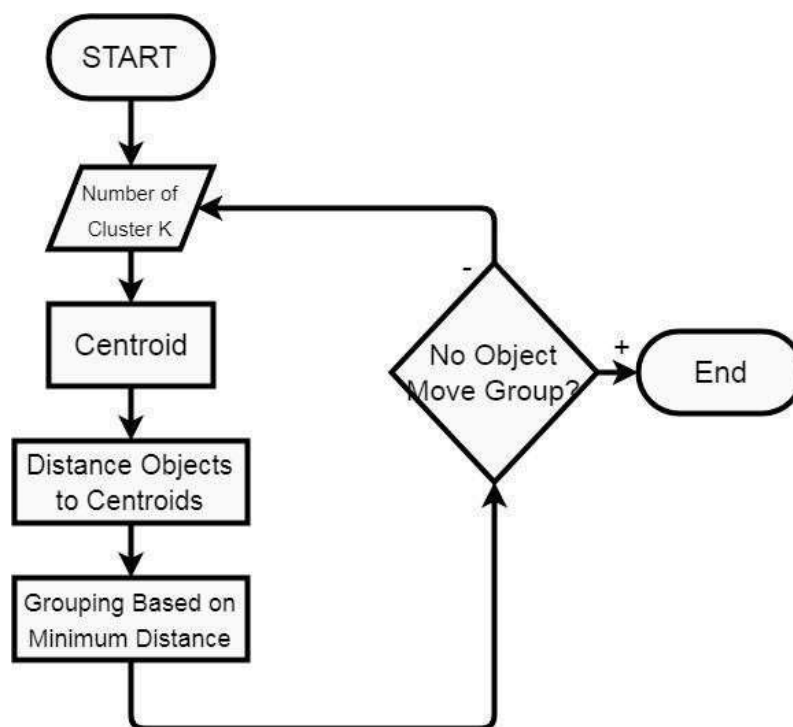 START
Number of
Cluster K
Centroid
Distance Objects
to Centroids
Grouping Based on
Minimum Distance
-
No Object
Move Group?
+
End